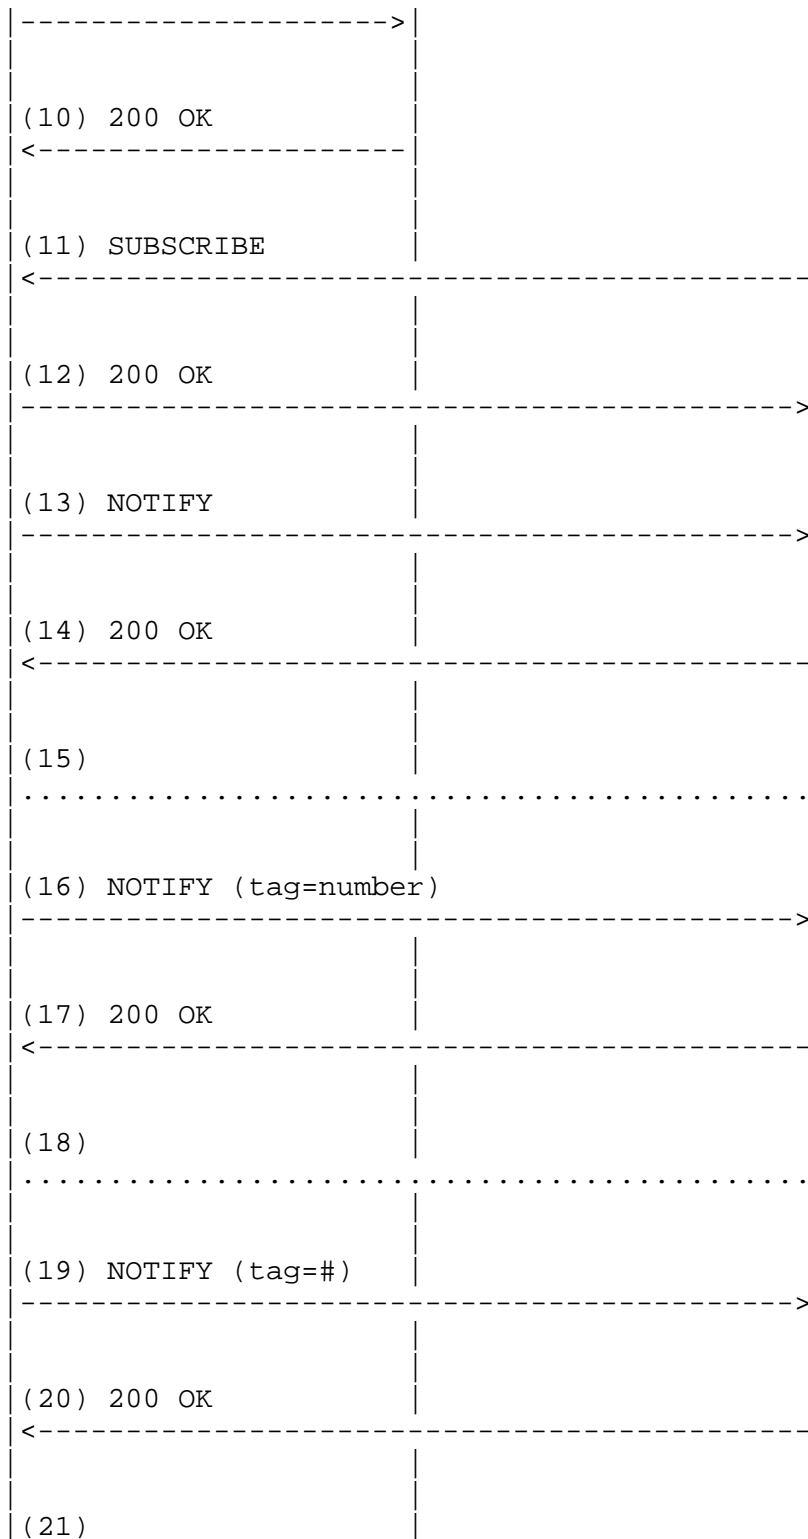 |--------------------->|
(10) 200 OK
<---------------------|
(11) SUBSCRIBE
<--------------------------------------------
(12) 200 OK
-------------------------------------------->
(13) NOTIFY
-------------------------------------------->
(14) 200 OK
<--------------------------------------------
(15)
.............................................
(16) NOTIFY (tag=number)
-------------------------------------------->
(17) 200 OK
<--------------------------------------------
(18)
.............................................
(19) NOTIFY (tag=#)
-------------------------------------------->
(20) 200 OK
<--------------------------------------------
(21)